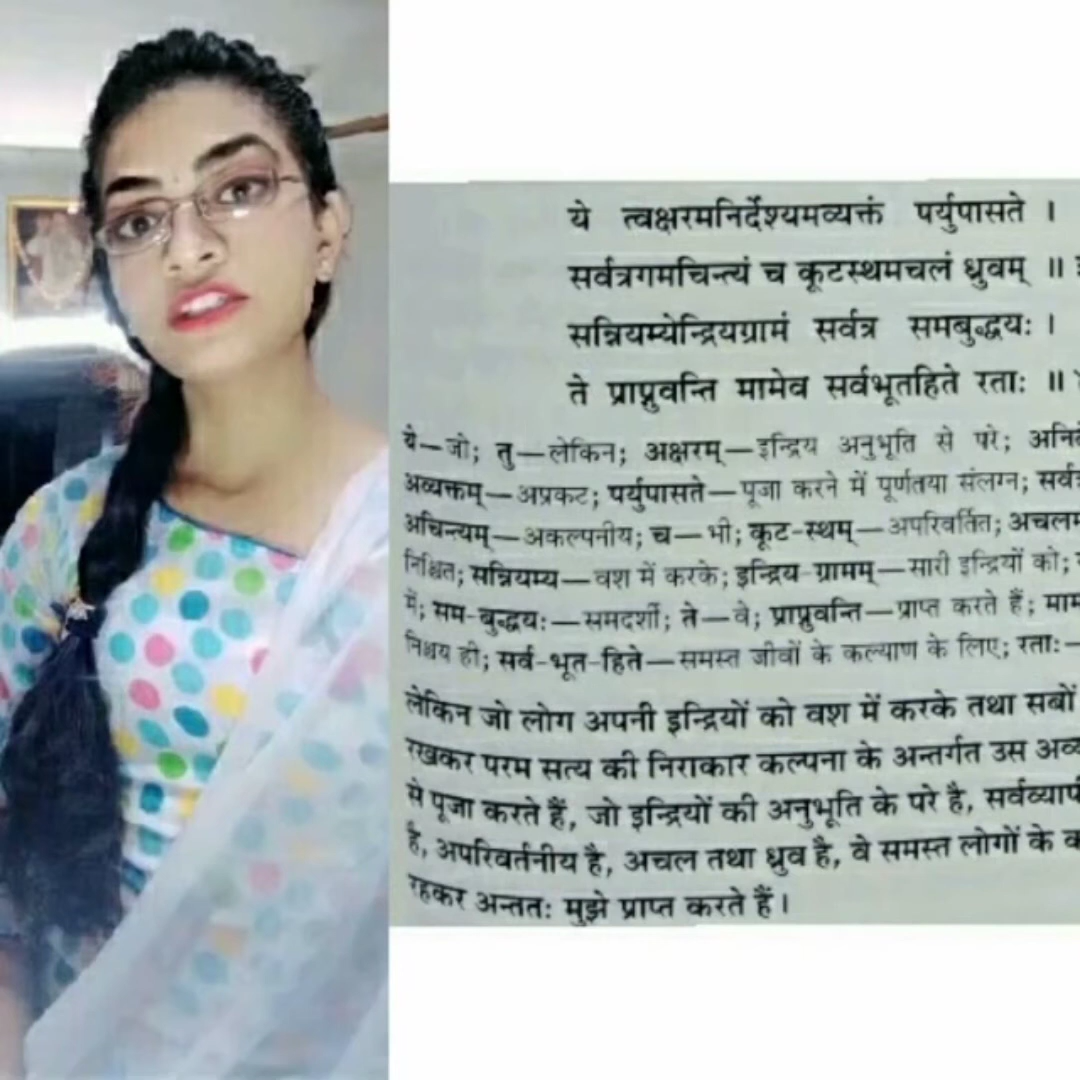 ये त्वक्षरमनिर्देश्यमव्यक्तं पर्युपासते ।
सर्वत्रगमचिन्त्यं च कूटस्थमचलं ध्रुवम् ॥
सन्नियम्येन्द्रियग्रामं सर्वत्र समबुद्धयः ।
ते प्राप्नुवन्ति मामेव सर्वभूतहिते रताः ॥
ये—जो; तु—लेकिन; अक्षरम्—इन्द्रिय अनुभूति से परे;
अव्यक्तम्—अप्रकट; पर्युपासते—पूजा करने में पूर्णतया संलग्न;
अचिन्त्यम्—अकल्पनीय; च—भी; कूट-स्थम्—अपरिवर्तित;
निश्चित; सन्नियम्य—वश में करके; इन्द्रिय-ग्रामम्—सारी इन्द्रियों को;
में; सम-बुद्धयः—समदर्शी; ते—वे; प्राप्नुवन्ति—प्राप्त करते हैं;
निश्चय ही; सर्व-भूत-हिते—समस्त जीवों के कल्याण के लिए; रताः—
लेकिन जो लोग अपनी इन्द्रियों को वश में करके तथा सबों
रखकर परम सत्य की निराकार कल्पना के अन्तर्गत उस
से पूजा करते हैं, जो इन्द्रियों की अनुभूति के परे है,
है, अपरिवर्तनीय है, अचल तथा ध्रुव है, वे समस्त लोगों के
रहकर अन्ततः मुझे प्राप्त करते हैं।